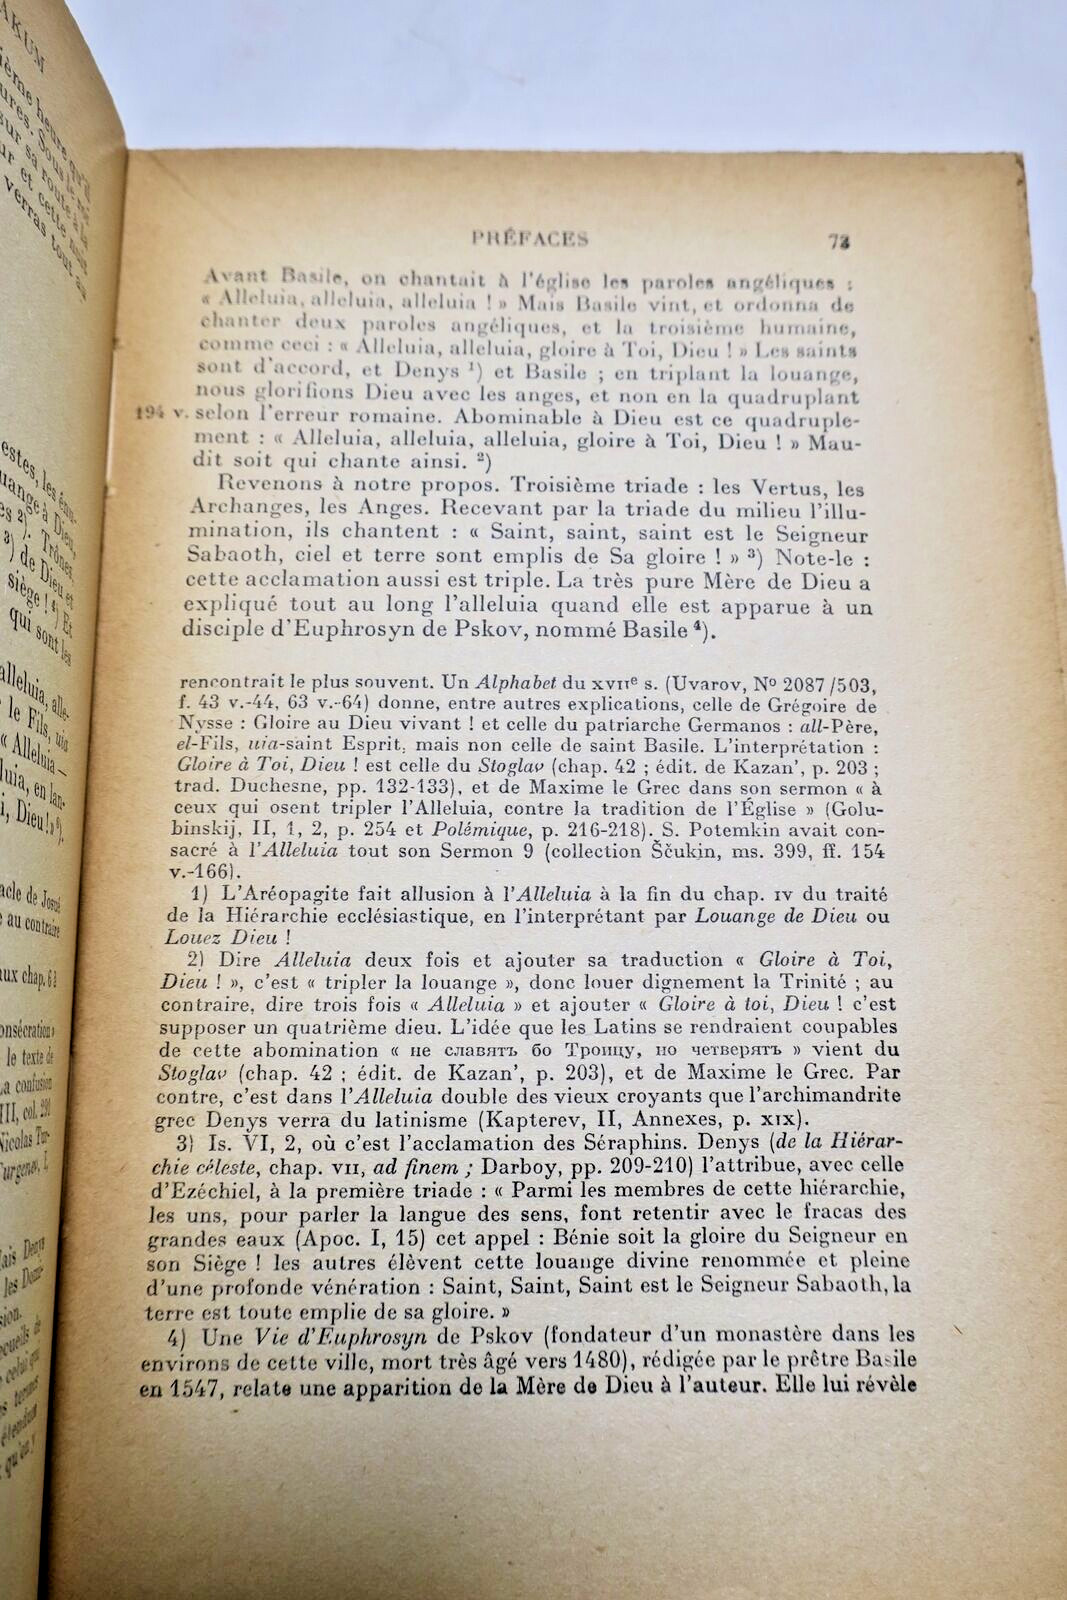 PRÉFACES 73
Avant Basile, on chantait à l'église les paroles angéliques :
« Alleluia, alleluia, alleluia ! » Mais Basile vint, et ordonna de
chanter deux paroles angéliques, et la troisième humaine,
comme ceci : « Alleluia, alleluia, gloire à Toi, Dieu ! » Les saints
sont d'accord, et Denys ¹) et Basile ; en triplant la louange,
nous glorifions Dieu avec les anges, et non en la quadruplant
194 v. selon l'erreur romaine. Abominable à Dieu est ce quadruple-
ment : « Alleluia, alleluia, alleluia, gloire à Toi, Dieu ! » Mau-
dit soit qui chante ainsi. ²)
Revenons à notre propos. Troisième triade : les Vertus, les
Archanges, les Anges. Recevant par la triade du milieu l'illu-
mination, ils chantent : « Saint, saint, saint est le Seigneur
Sabaoth, ciel et terre sont emplis de Sa gloire ! » ³) Note-le :
cette acclamation aussi est triple. La très pure Mère de Dieu a
expliqué tout au long l'alleluia quand elle est apparue à un
disciple d'Euphrosyn de Pskov, nommé Basile ⁴).
rencontrait le plus souvent. Un Alphabet du XVIIe s. (Uvarov, No 2087/503,
f. 43 v.-44, 63 v.-64) donne, entre autres explications, celle de Grégoire de
Nysse : Gloire au Dieu vivant ! et celle du patriarche Germanos : all-Père,
el-Fils, uia-saint Esprit, mais non celle de saint Basile. L'interprétation :
Gloire à Toi, Dieu ! est celle du Stoglav (chap. 42 ; édit. de Kazan', p. 203 ;
trad. Duchesne, pp. 132-133), et de Maxime le Grec dans son sermon « à
ceux qui osent tripler l'Alleluia, contre la tradition de l'Église » (Golu-
binskij, II, 1, 2, p. 254 et Polémique, p. 216-218). S. Potemkin avait con-
sacré à l'Alleluia tout son Sermon 9 (collection Ščukin, ms. 399, ff. 154
v.-166).
1) L'Aréopagite fait allusion à l'Alleluia à la fin du chap. IV du traité
de la Hiérarchie ecclésiastique, en l'interprétant par Louange de Dieu ou
Louez Dieu !
2) Dire Alleluia deux fois et ajouter sa traduction « Gloire à Toi,
Dieu ! », c'est « tripler la louange », donc louer dignement la Trinité ; au
contraire, dire trois fois « Alleluia » et ajouter « Gloire à toi, Dieu ! c'est
supposer un quatrième dieu. L'idée que les Latins se rendraient coupables
de cette abomination « не славятъ бо Троицу, но четверятъ » vient du
Stoglav (chap. 42 ; édit. de Kazan', p. 203), et de Maxime le Grec. Par
contre, c'est dans l'Alleluia double des vieux croyants que l'archimandrite
grec Denys verra du latinisme (Kapterev, II, Annexes, p. XIX).
3) Is. VI, 2, où c'est l'acclamation des Séraphins. Denys (de la Hiérar-
chie céleste, chap. VII, ad finem ; Darboy, pp. 209-210) l'attribue, avec celle
d'Ezéchiel, à la première triade : « Parmi les membres de cette hiérarchie,
les uns, pour parler la langue des sens, font retentir avec le fracas des
grandes eaux (Apoc. I, 15) cet appel : Bénie soit la gloire du Seigneur en
son Siège ! les autres élèvent cette louange divine renommée et pleine
d'une profonde vénération : Saint, Saint, Saint est le Seigneur Sabaoth, la
terre est toute emplie de sa gloire. »
4) Une Vie d'Euphrosyn de Pskov (fondateur d'un monastère dans les
environs de cette ville, mort très âgé vers 1480), rédigée par le prêtre Basile
en 1547, relate une apparition de la Mère de Dieu à l'auteur. Elle lui révèle